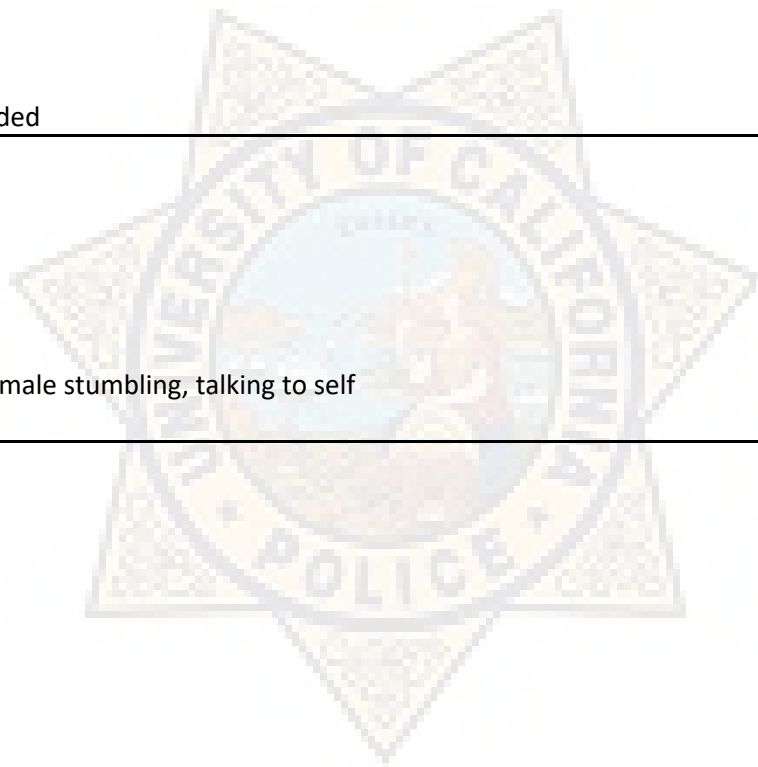 ded
UNIVERSITY OF CALIFORNIA
male stumbling, talking to self
POLICE